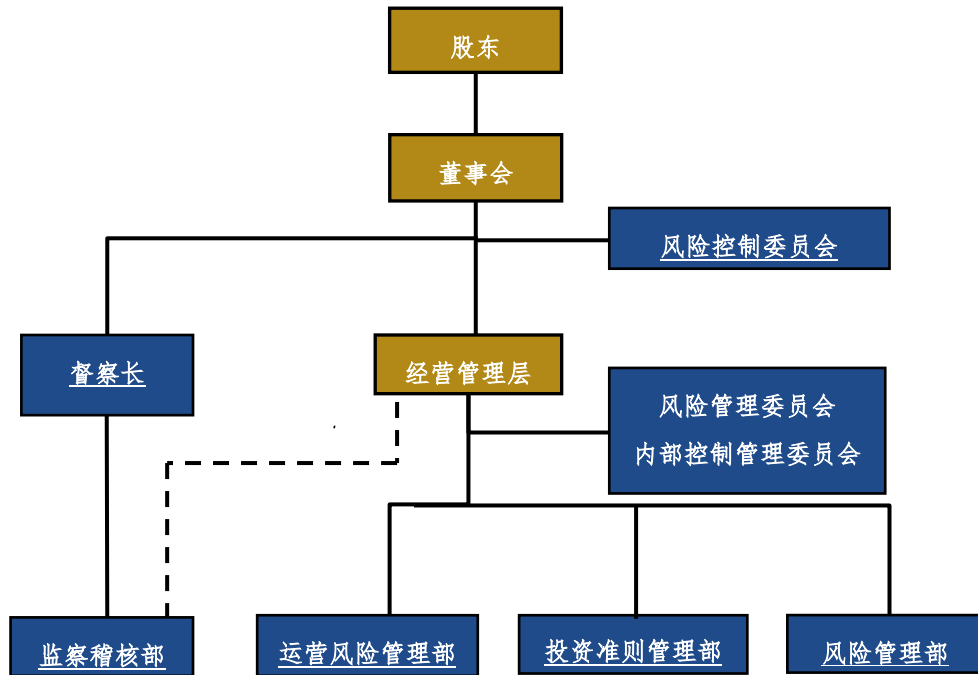 股东
董事会
风险控制委员会
督察长
经营管理层
风险管理委员会
内部控制管理委员会
监察稽核部
运营风险管理部
投资准则管理部
风险管理部